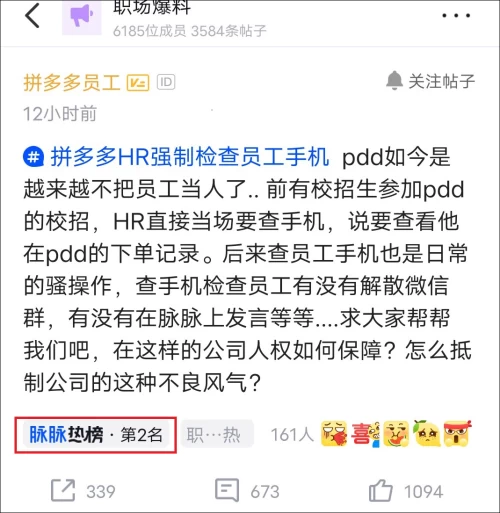 职场爆料
6185位成员 3584条帖子
拼多多员工 V ID
关注帖子
12小时前
# 拼多多HR强制检查员工手机 pdd如今是
越来越不把员工当人了.. 前有校招生参加pdd
的校招，HR直接当场要查手机，说要查看他
在pdd的下单记录。后来查员工手机也是日常
的骚操作，查手机检查员工有没有解散微信
群，有没有在脉脉上发言等等....求大家帮帮
我们吧，在这样的公司人权如何保障？怎么抵
制公司的这种不良风气？
脉脉热榜·第2名
职…热
161人
喜
339
673
1094